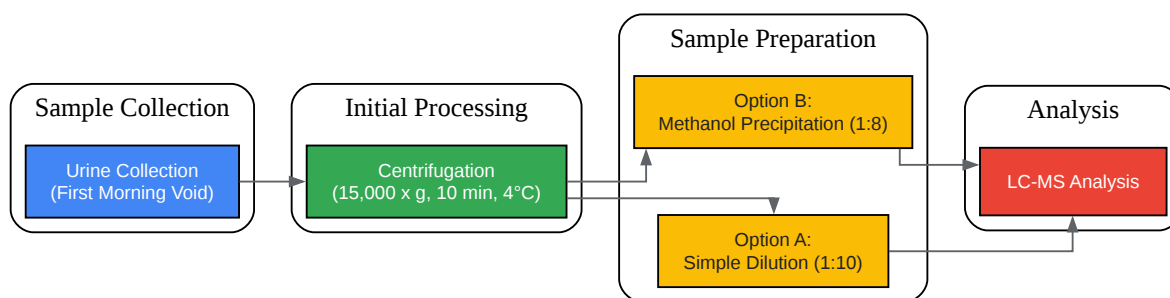 Sample Collection
Urine Collection
(First Morning Void)
Initial Processing
Centrifugation
(15,000 x g, 10 min, 4°C)
Sample Preparation
Option B:
Methanol Precipitation (1:8)
Option A:
Simple Dilution (1:10)
Analysis
LC-MS Analysis